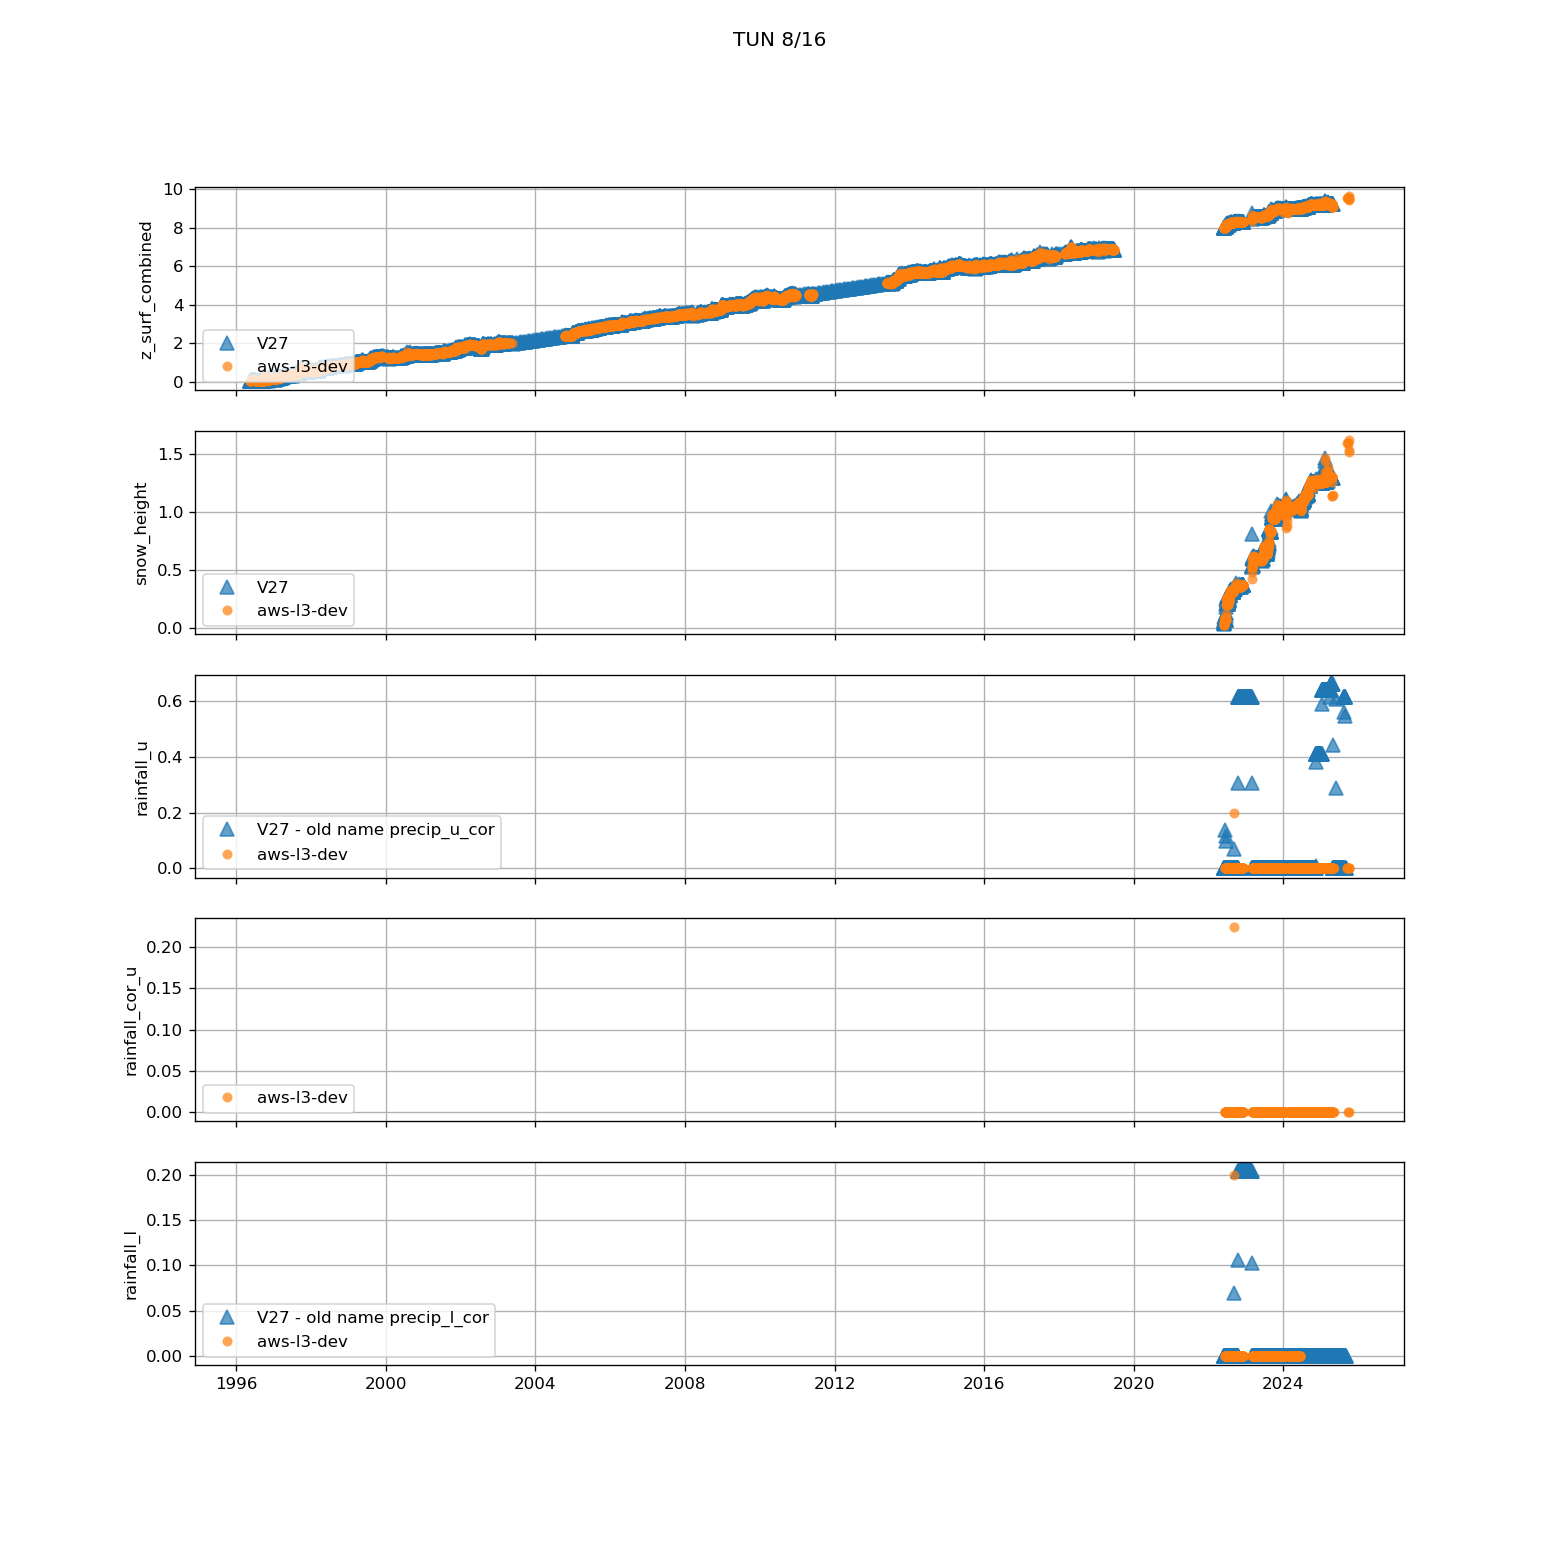 TUN 8/16
10
8
6
4
2
0
z_surf_combined
V27
aws-l3-dev
1.5
1.0
0.5
0.0
snow_height
V27
aws-l3-dev
0.6
0.4
0.2
0.0
rainfall_u
V27 - old name precip_u_cor
aws-l3-dev
0.20
0.15
0.10
0.05
0.00
rainfall_cor_u
aws-l3-dev
0.20
0.15
0.10
0.05
0.00
rainfall_l
V27 - old name precip_l_cor
aws-l3-dev
1996 2000 2004 2008 2012 2016 2020 2024